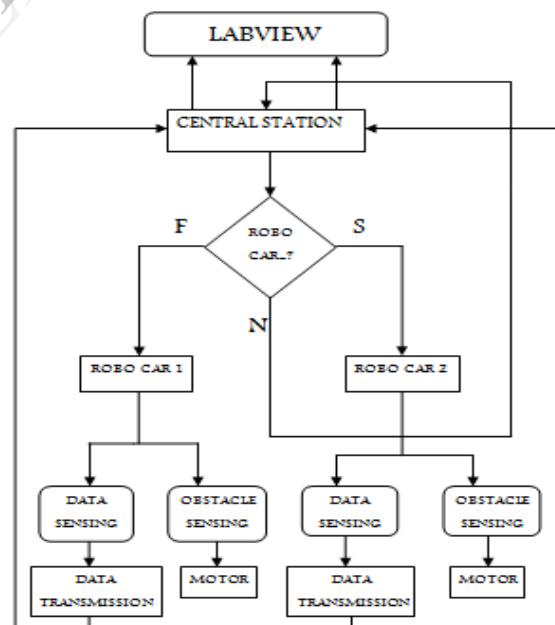 LABVIEW
CENTRAL STATION
F
ROBO
CAR..?
S
N
ROBO CAR 1
ROBO CAR 2
DATA
SENSING
OBSTACLE
SENSING
DATA
SENSING
OBSTACLE
SENSING
DATA
TRANSMISSION
MOTOR
DATA
TRANSMISSION
MOTOR